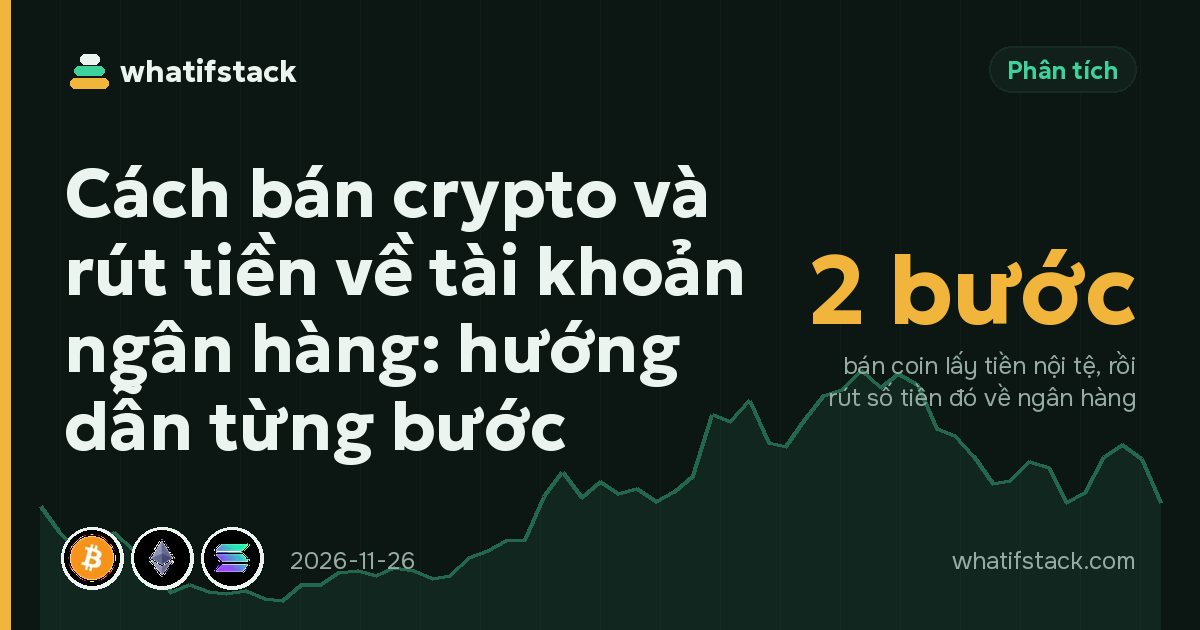 whatifstack
Phân tích
Cách bán crypto và
rút tiền về tài khoản
ngân hàng: hướng
dẫn từng bước
2 bước
bán coin lấy tiền nội tệ, rồi
rút số tiền đó về ngân hàng
2026-11-26
whatifstack.com